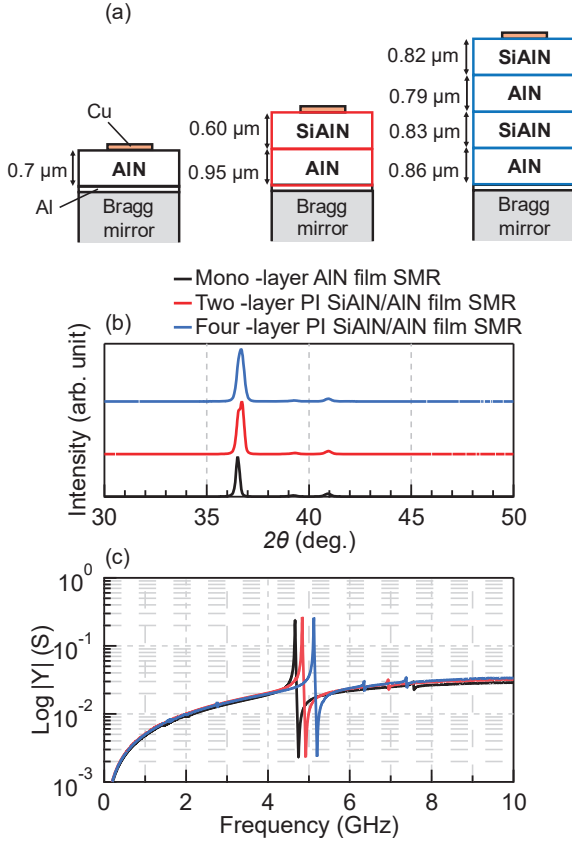 (a)
0.82 µm
SiAlN
0.79 µm
AlN
Cu
0.60 µm
SiAlN
0.83 µm
SiAlN
0.7 µm
AlN
0.95 µm
AlN
0.86 µm
AlN
Al
Bragg
mirror
Bragg
mirror
Bragg
mirror
Mono -layer AlN film SMR
Two -layer PI SiAlN/AlN film SMR
Four -layer PI SiAlN/AlN film SMR
(b)
Intensity (arb. unit)
30 35 40 45 50
2θ (deg.)
(c)
Log |Y| (S)
10⁰
10⁻¹
10⁻²
10⁻³
0 2 4 6 8 10
Frequency (GHz)